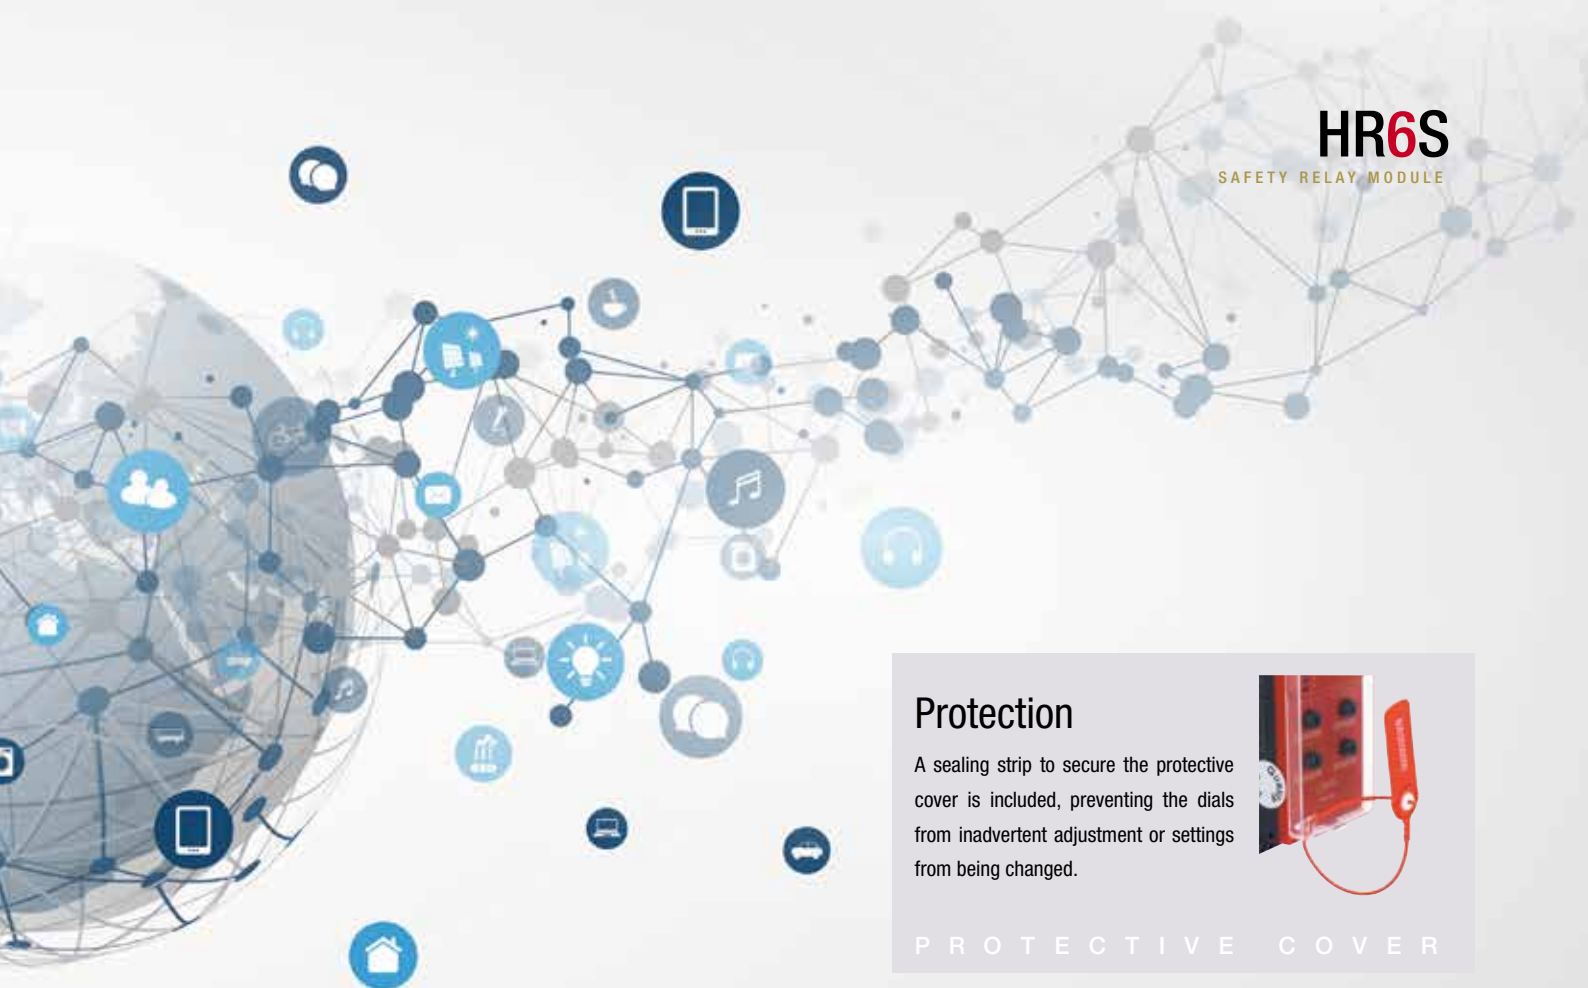 HR6S
SAFETY RELAY MODULE
Protection
A sealing strip to secure the protective
cover is included, preventing the dials
from inadvertent adjustment or settings
from being changed.
PROTECTIVE COVER